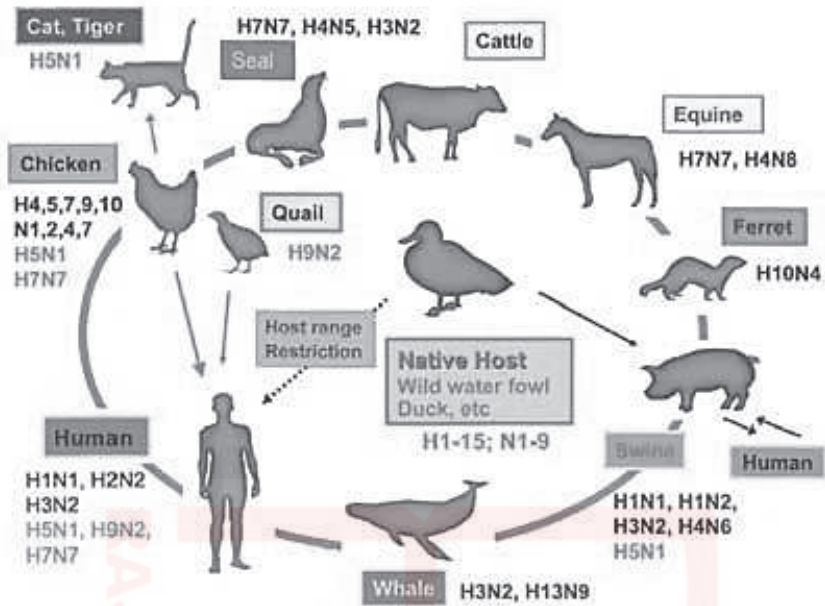 Cat, Tiger
H5N1
H7N7, H4N5, H3N2
Seal
Cattle
Equine
H7N7, H4N8
Chicken
H4,5,7,9,10
N1,2,4,7
H5N1
H7N7
Quail
H9N2
Ferret
H10N4
Host range
Restriction
Native Host
Wild water fowl
Duck, etc
H1-15; N1-9
Human
H1N1, H2N2
H3N2
H5N1, H9N2,
H7N7
Swine
Human
H1N1, H1N2,
H3N2, H4N6
H5N1
Whale
H3N2, H13N9